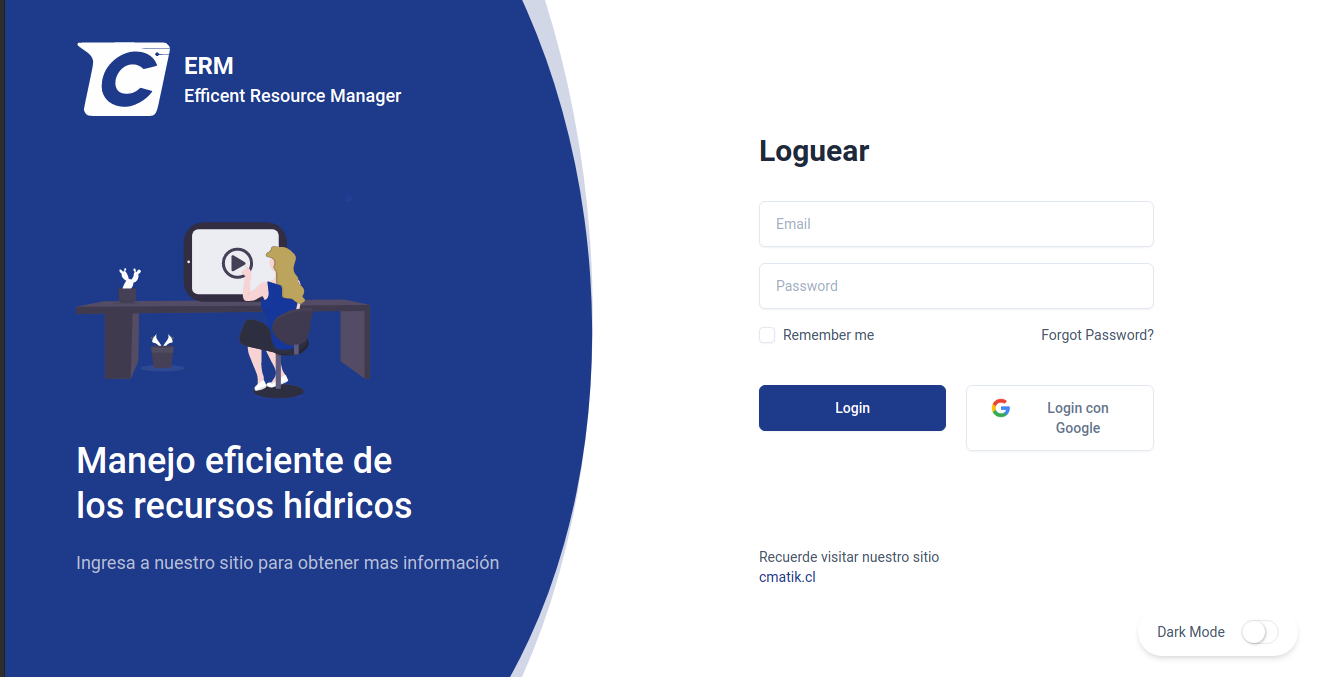 ERM
Efficent Resource Manager
Manejo eficiente de
los recursos hídricos
Ingresa a nuestro sitio para obtener mas información
Loguear
Email
Password
Remember me
Forgot Password?
Login
Login con
Google
Recuerde visitar nuestro sitio
cmatik.cl
Dark Mode